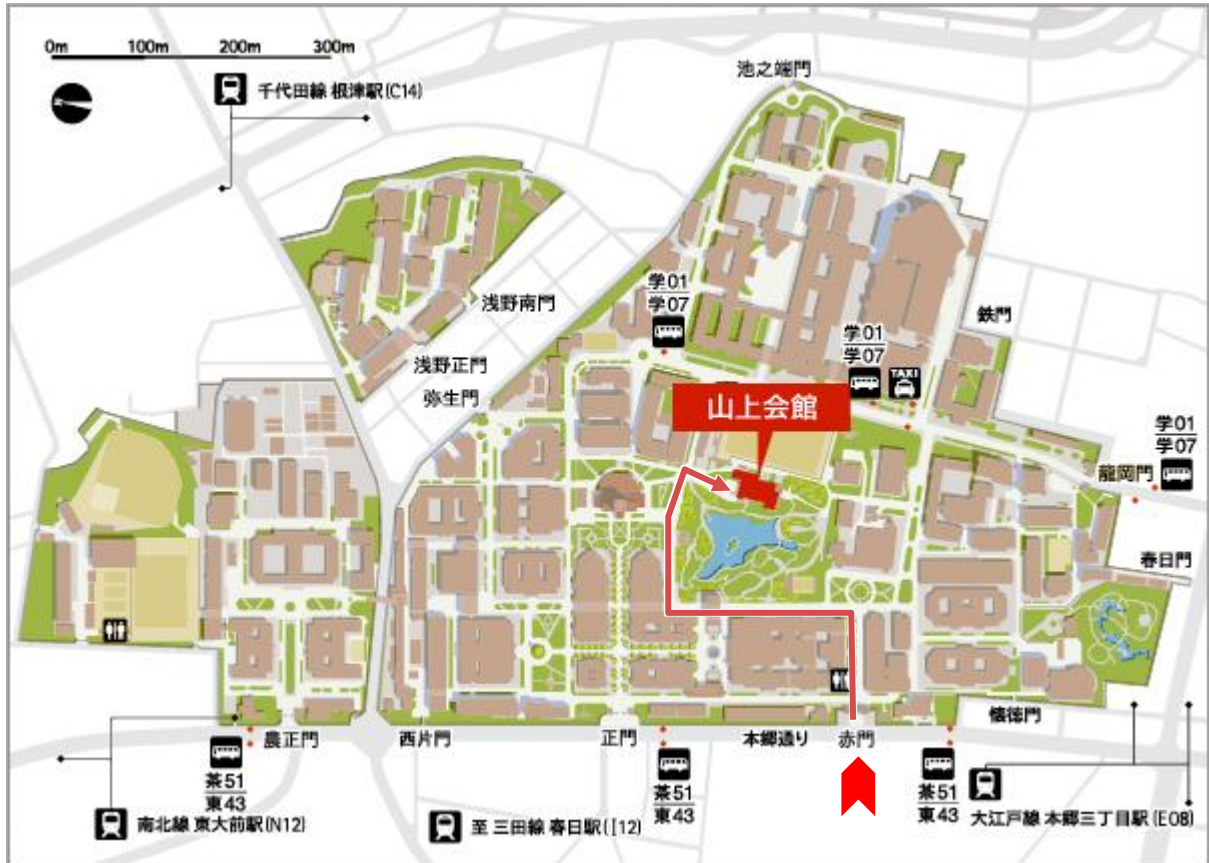 0m 100m 200m 300m
千代田線 根津駅(C14)
池之端門
浅野南門
浅野正門
弥生門
学01
学07
学01
学07
TAXI
鉄門
山上会館
学01
学07
龍岡門
春日門
懐徳門
農正門
西片門
正門
本郷通り
赤門
茶51
東43
茶51
東43
茶51
東43
南北線 東大前駅(N12)
至 三田線 春日駅(I12)
大江戸線 本郷三丁目駅(E08)